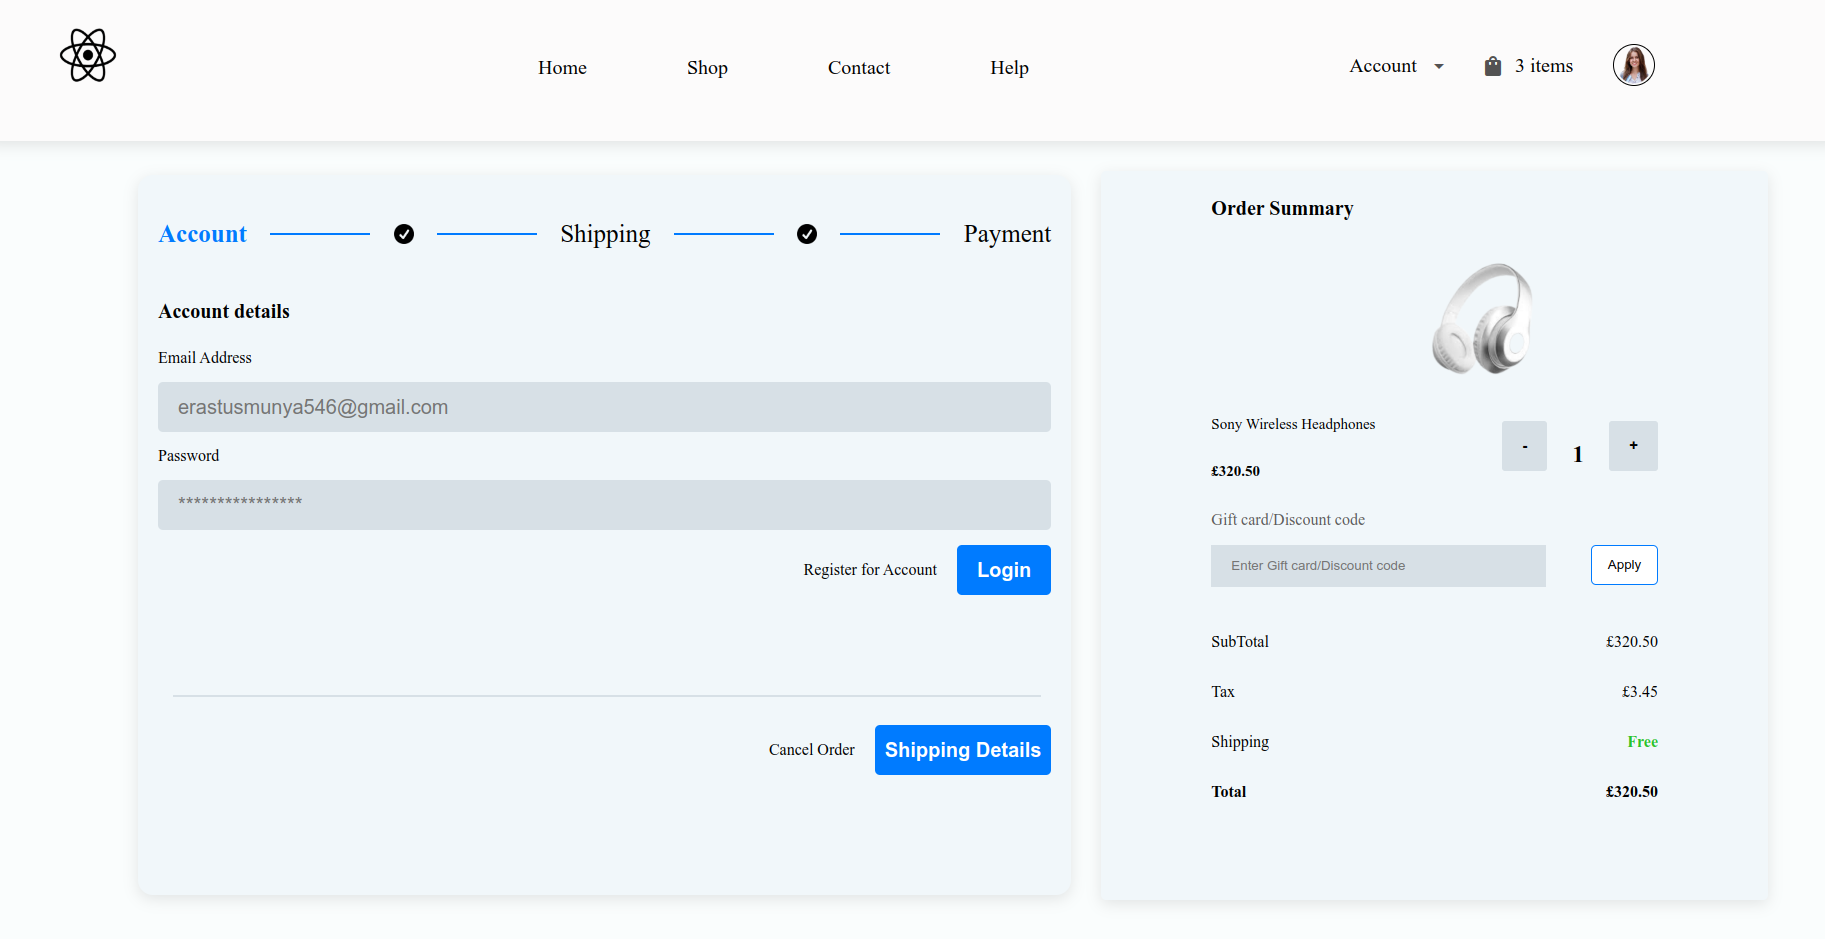 Home Shop Contact Help Account 3 items
Account Shipping Payment
Account details
Email Address
erastusmunya546@gmail.com
Password
****************
Register for Account Login
Cancel Order Shipping Details
Order Summary
Sony Wireless Headphones
£320.50
- 1 +
Gift card/Discount code
Enter Gift card/Discount code Apply
SubTotal £320.50
Tax £3.45
Shipping Free
Total £320.50